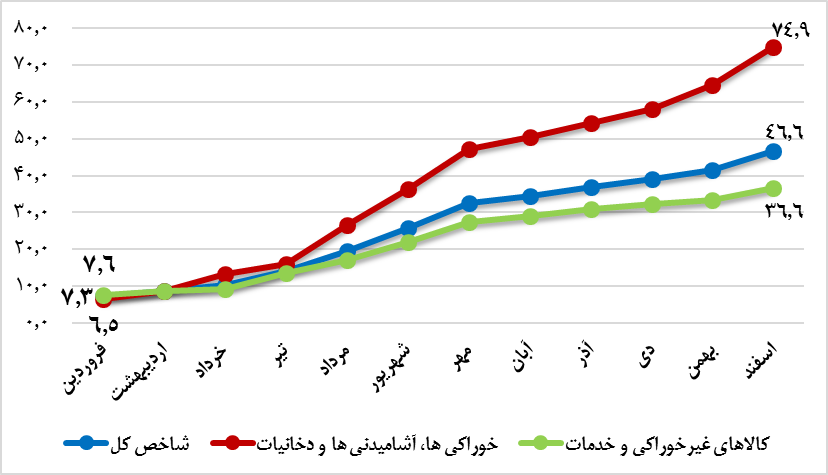 ۸۰,۰
۷۰,۰
۶۰,۰
۵۰,۰
۴۰,۰
۳۰,۰
۲۰,۰
۱۰,۰
۰,۰
۷۴,۹
۴۶,۶
۳۶,۶
۷,۶
۷,۳
۶,۵
فروردین
اردیبهشت
خرداد
تیر
مرداد
شهریور
مهر
آبان
آذر
دی
بهمن
اسفند
شاخص کل
خوراکی ها، آشامیدنی ها و دخانیات
کالاهای غیرخوراکی و خدمات